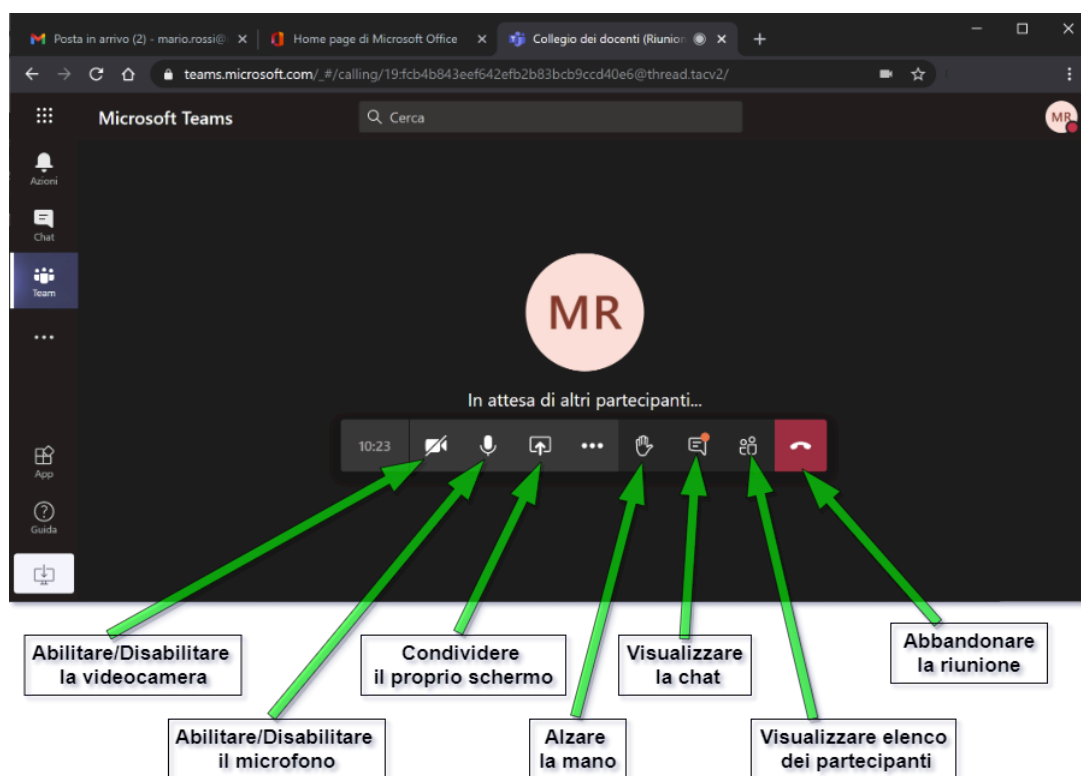 Posta in arrivo (2) - mario.rossi@
Home page di Microsoft Office
Collegio dei docenti (Riunion
teams.microsoft.com/_#/calling/19:fcb4b843eef642efb2b83bcb9ccd40e6@thread.tacv2/
Microsoft Teams
Cerca
MR
Azioni
Chat
Team
MR
In attesa di altri partecipanti...
10:23
App
Guida
Abilitare/Disabilitare
la videocamera
Condividere
il proprio schermo
Visualizzare
la chat
Abbandonare
la riunione
Abilitare/Disabilitare
il microfono
Alzare
la mano
Visualizzare elenco
dei partecipanti